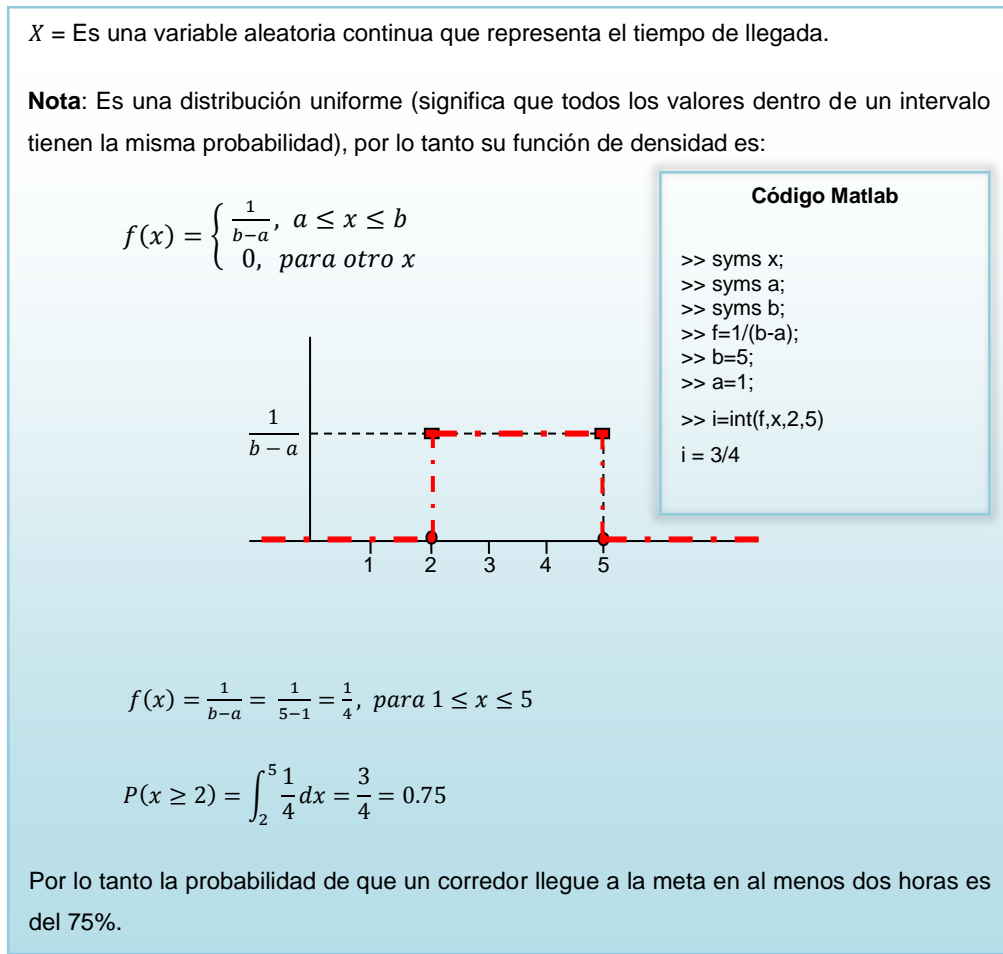 X = Es una variable aleatoria continua que representa el tiempo de llegada.
Nota: Es una distribución uniforme (significa que todos los valores dentro de un intervalo
tienen la misma probabilidad), por lo tanto su función de densidad es:
f(x) = { 1/(b−a), a ≤ x ≤ b
0, para otro x
Código Matlab
>> syms x;
>> syms a;
>> syms b;
>> f=1/(b-a);
>> b=5;
>> a=1;
>> i=int(f,x,2,5)
i = 3/4
1/(b − a)
1 2 3 4 5
f(x) = 1/(b−a) = 1/(5−1) = 1/4, para 1 ≤ x ≤ 5
P(x ≥ 2) = ∫₂⁵ 1/4 dx = 3/4 = 0.75
Por lo tanto la probabilidad de que un corredor llegue a la meta en al menos dos horas es
del 75%.